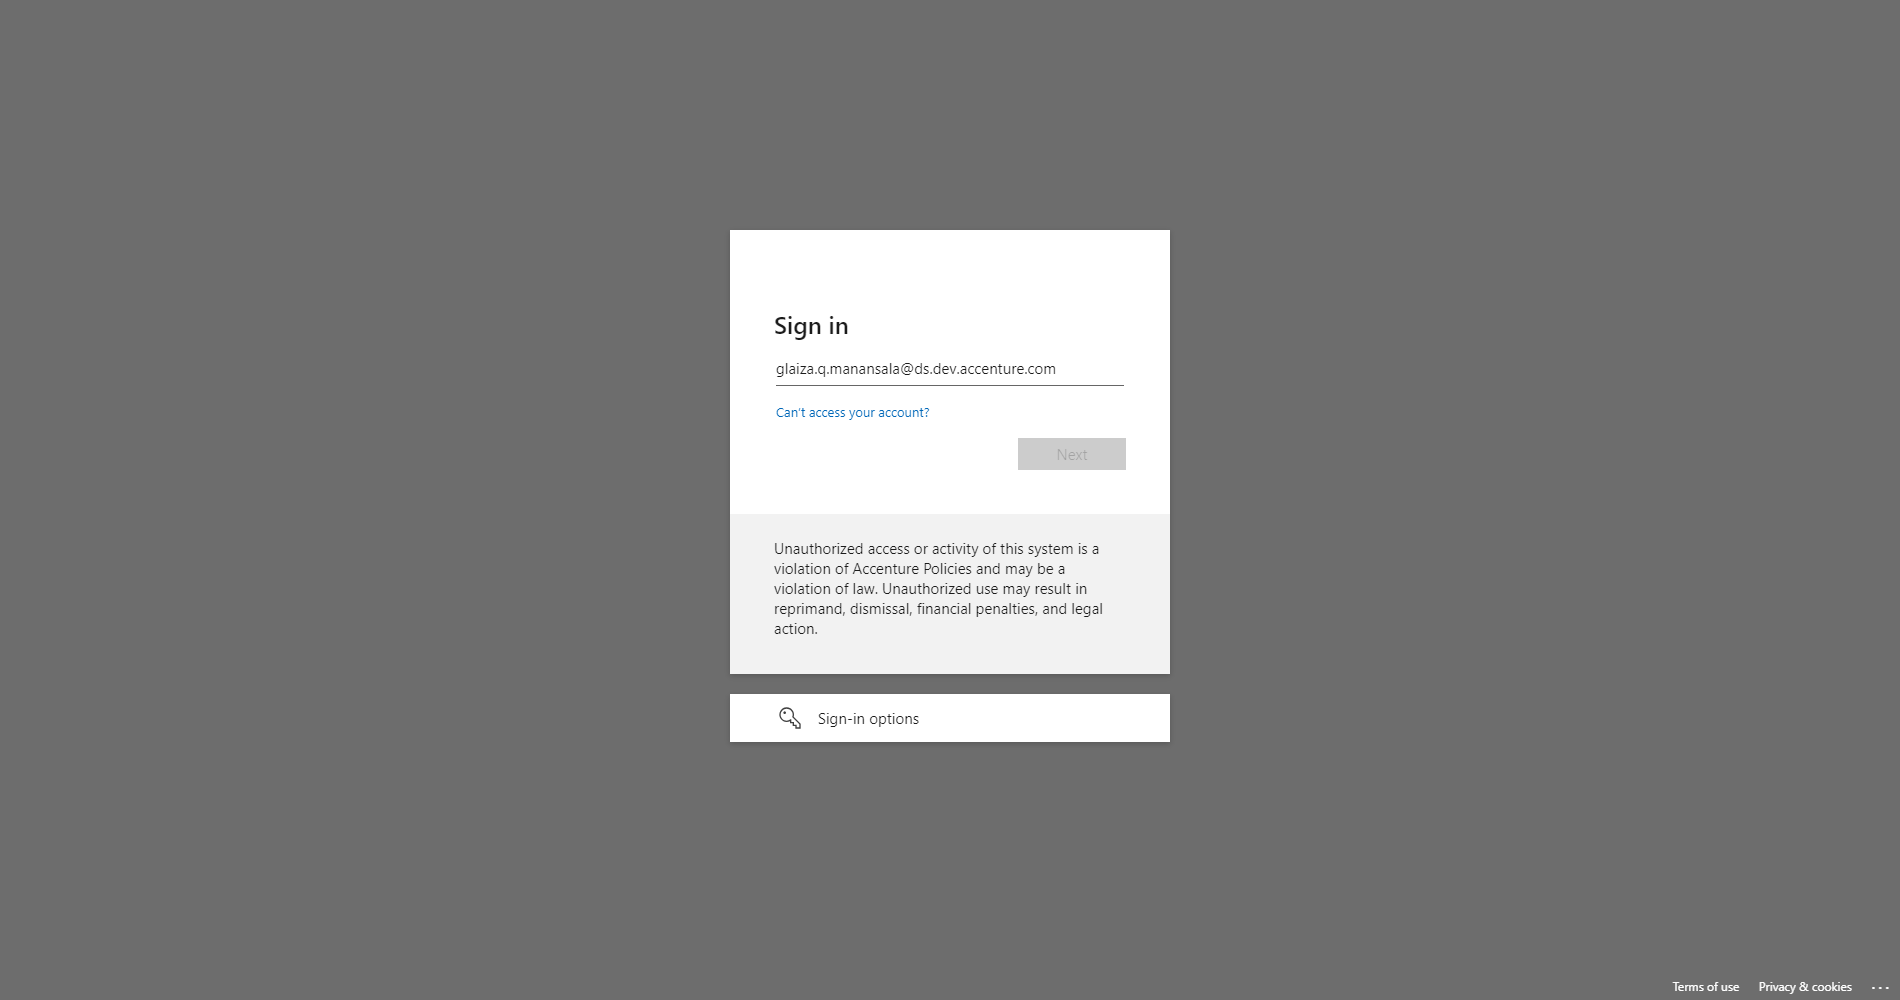 Sign in
glaiza.q.manansala@ds.dev.accenture.com
Can't access your account?
Next
Unauthorized access or activity of this system is a
violation of Accenture Policies and may be a
violation of law. Unauthorized use may result in
reprimand, dismissal, financial penalties, and legal
action.
Sign-in options
Terms of use Privacy & cookies ...